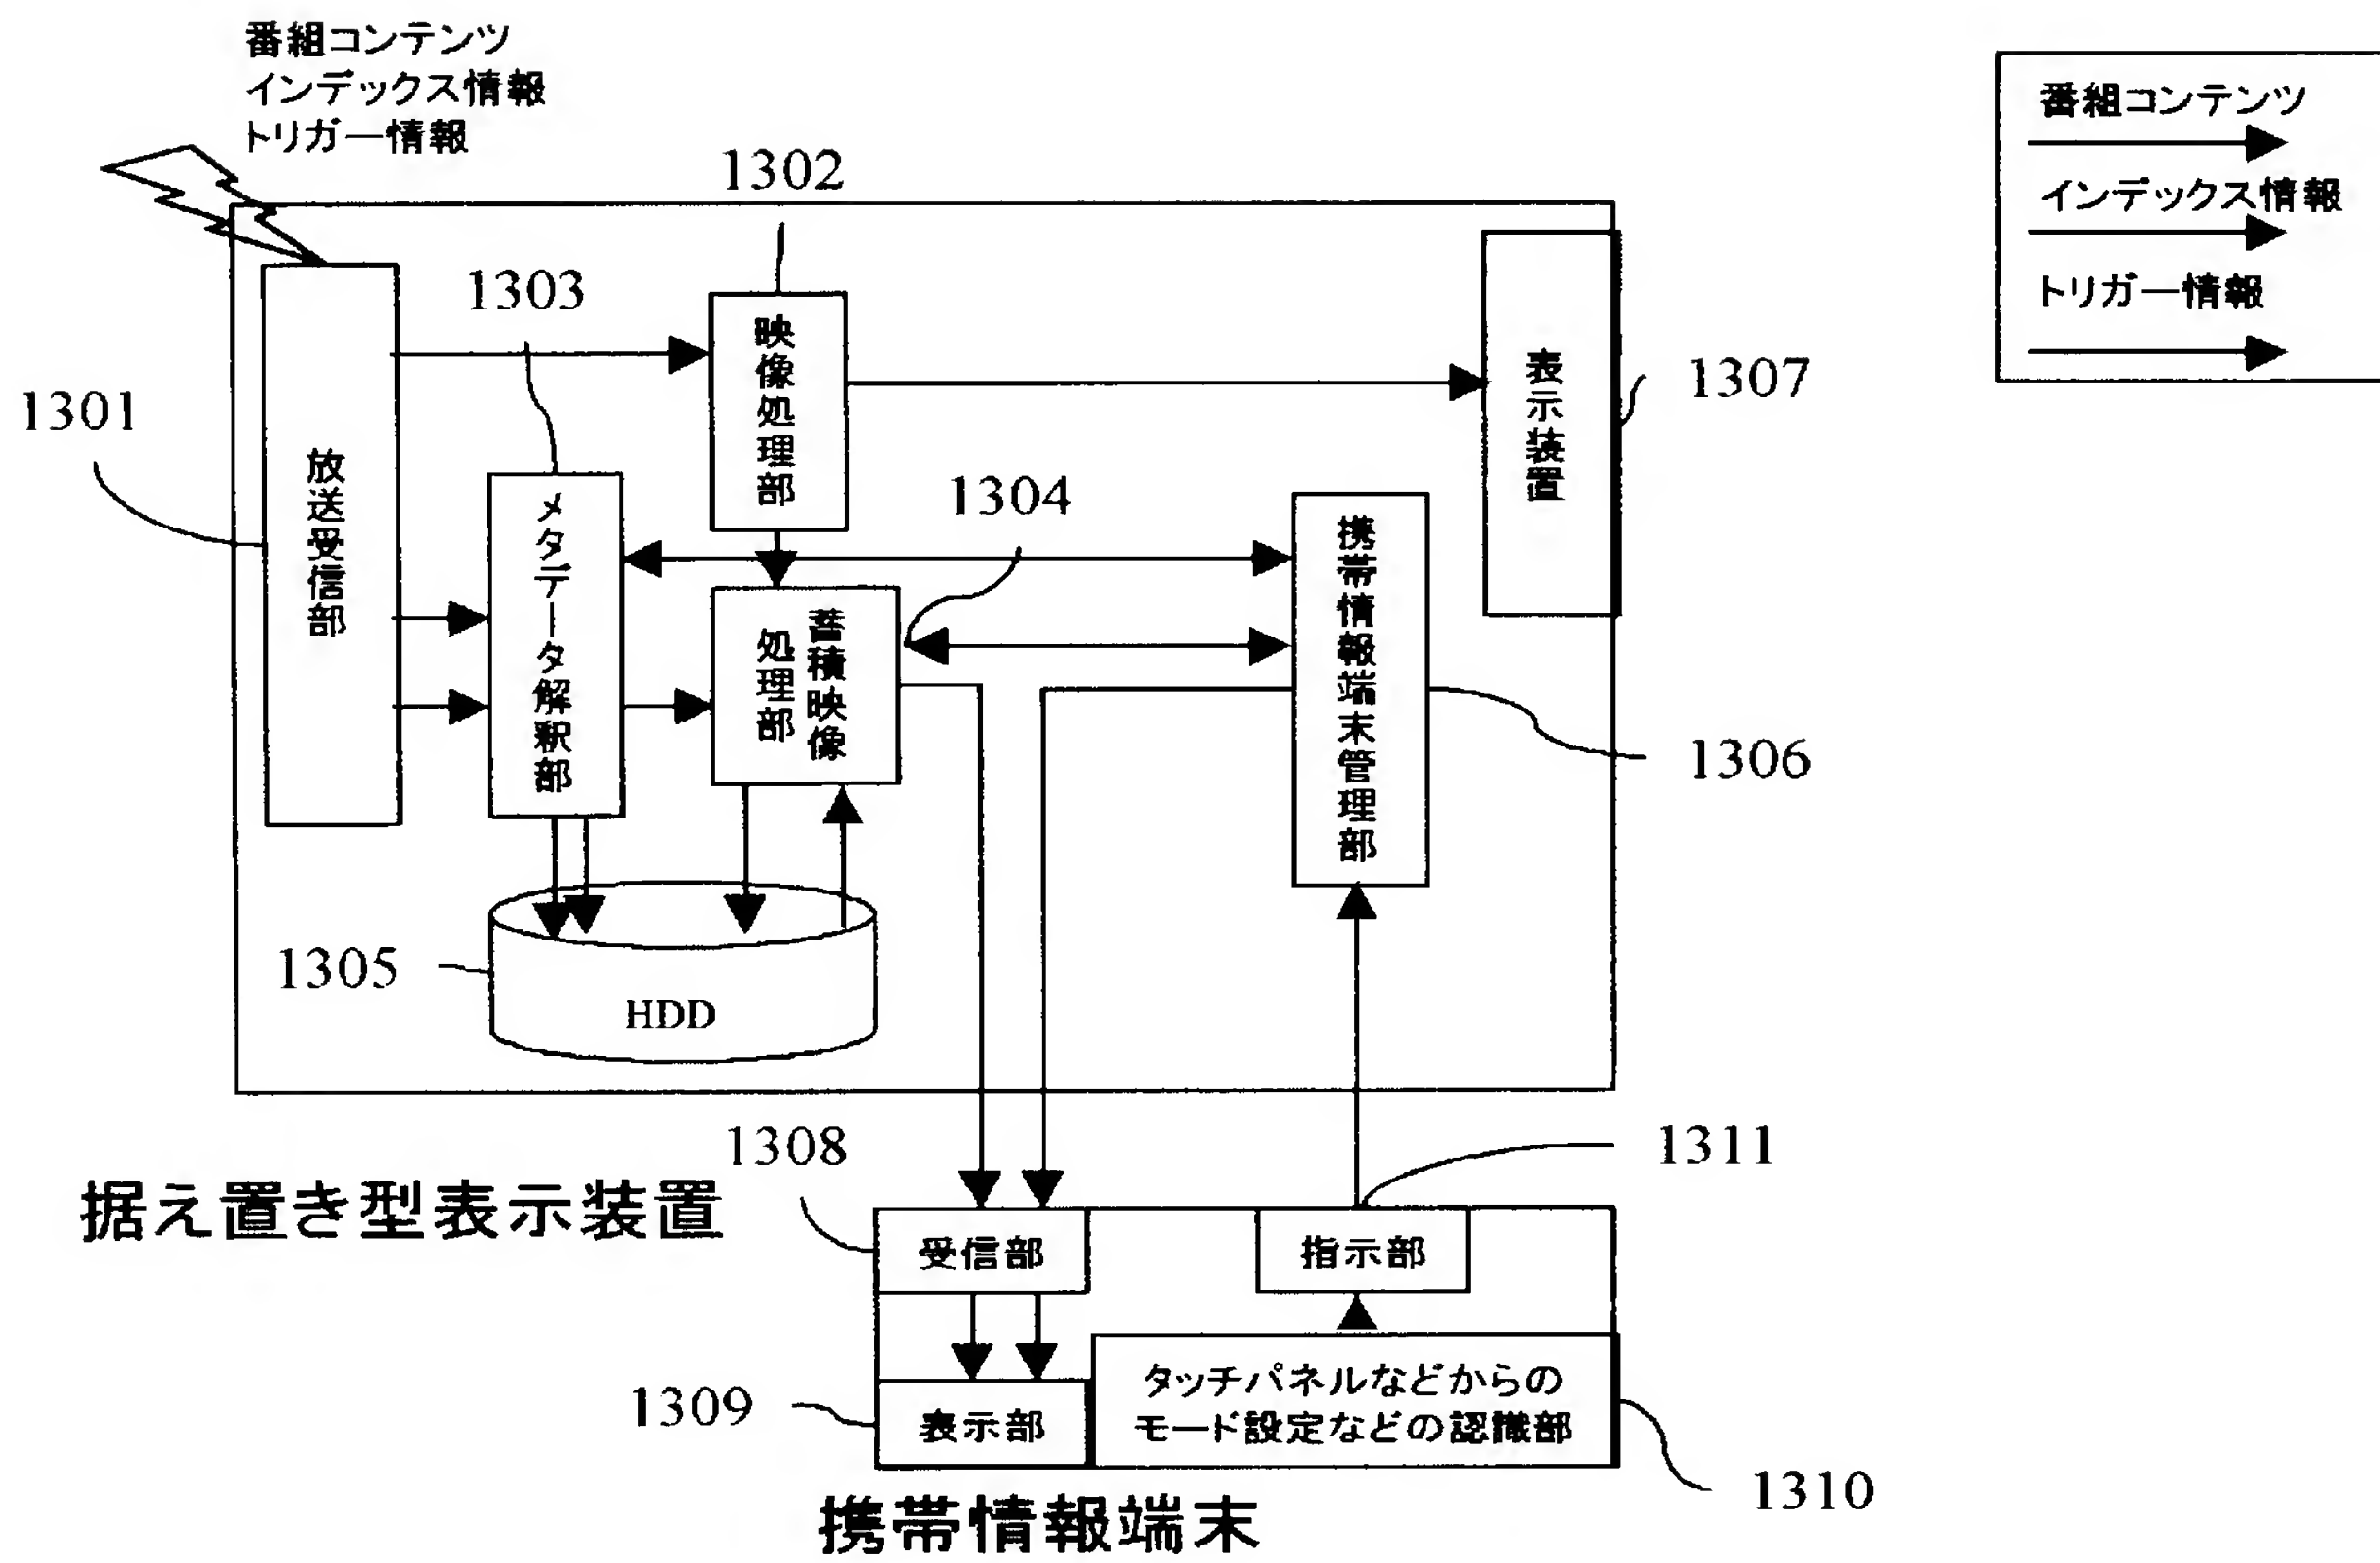 番組コンテンツ
インデックス情報
トリガー情報
番組コンテンツ
インデックス情報
トリガー情報
1302
1303
1301
放送受信部
映像処理部
メタデータ解釈部
1304
蓄積映像
処理部
携帯情報端末管理部
表示装置
1307
1306
1305
HDD
1308
1311
据え置き型表示装置
受信部
指示部
1309
表示部
タッチパネルなどからの
モード設定などの認識部
1310
携帯情報端末